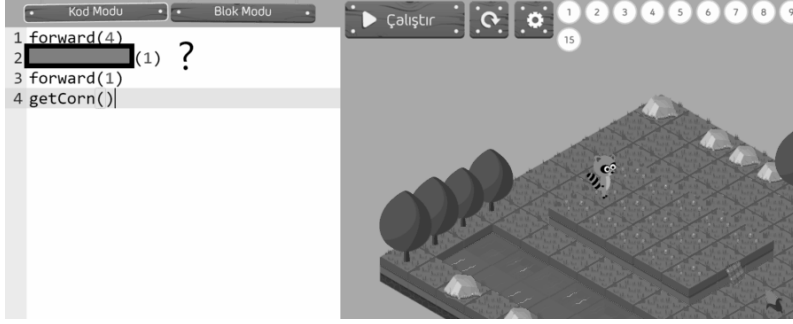 Kod Modu
Blok Modu
Çalıştır
1 2 3 4 5 6 7 8 9
15
1 forward(4)
2 (1) ?
3 forward(1)
4 getCorn()